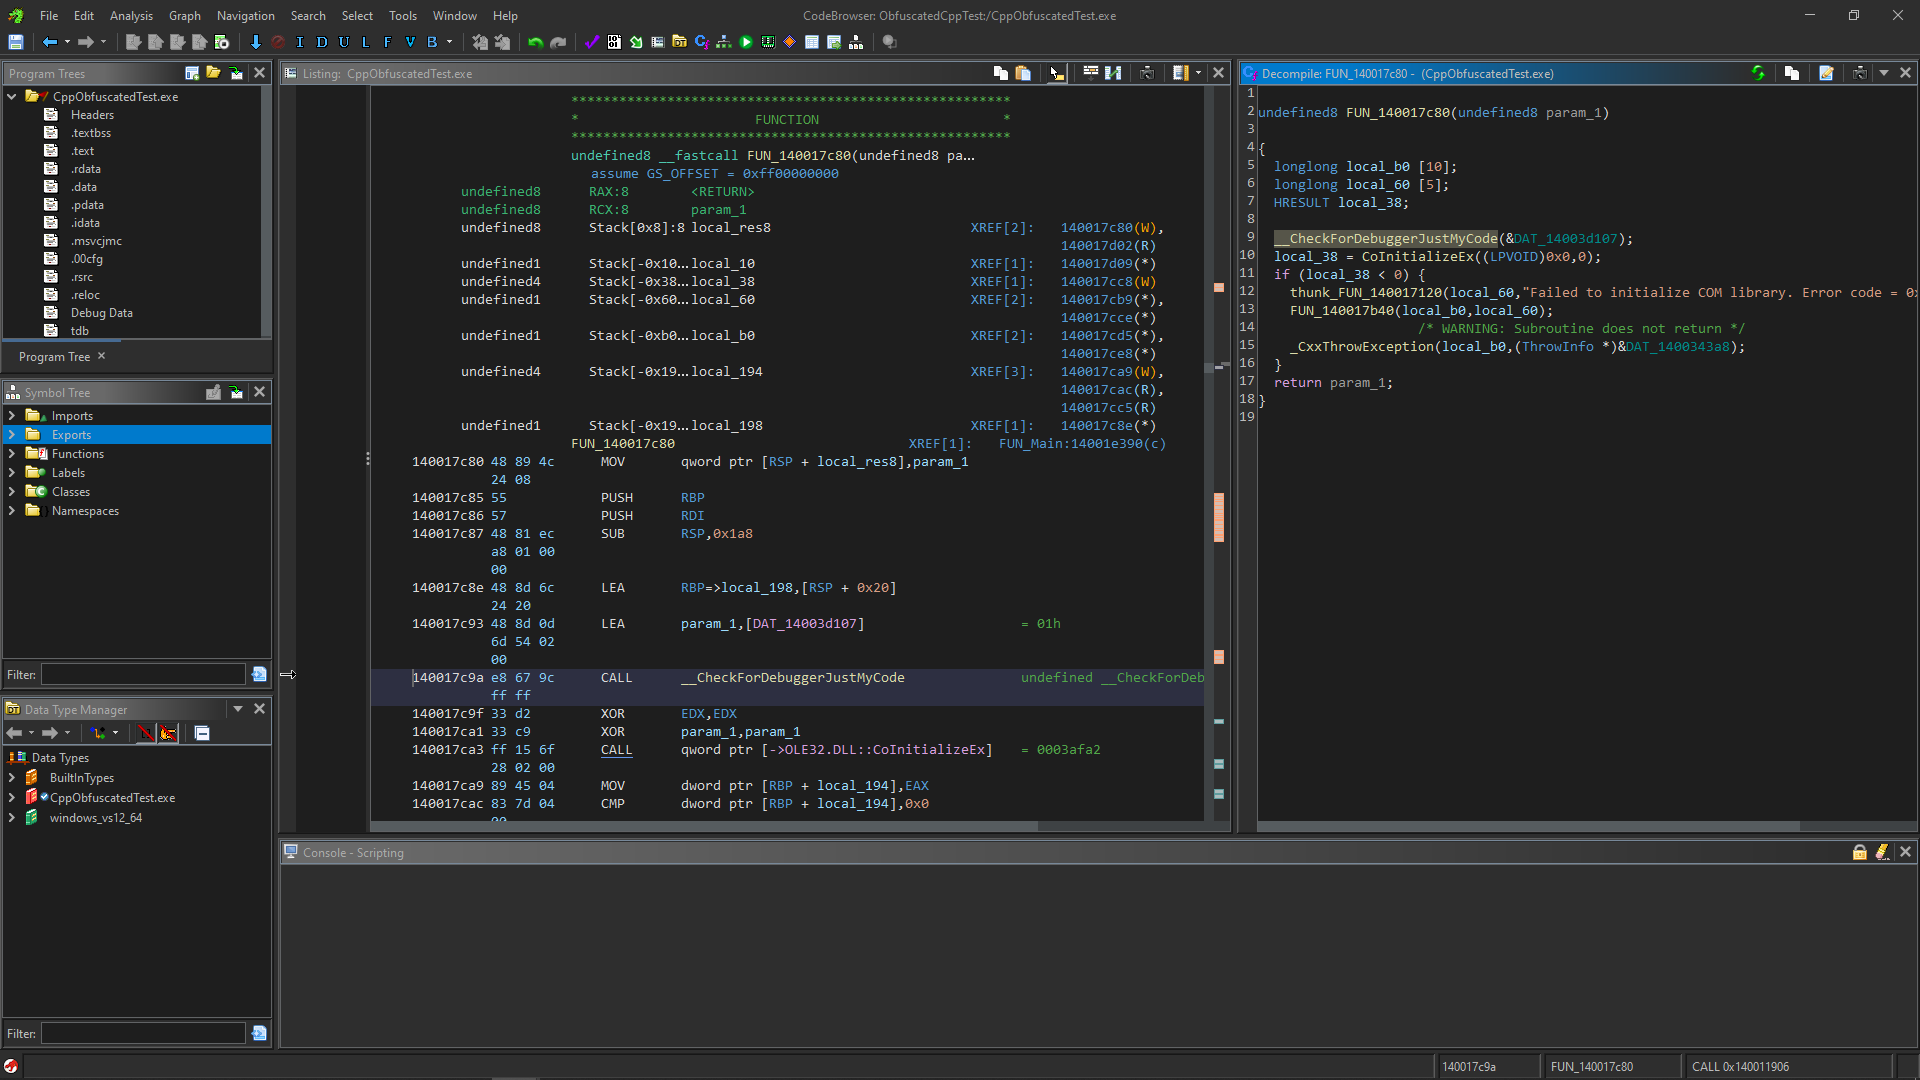 File Edit Analysis Graph Navigation Search Select Tools Window Help
CodeBrowser: ObfuscatedCppTest:/CppObfuscatedTest.exe
I D U L F V B
Program Trees
CppObfuscatedTest.exe
Headers
.textbss
.text
.rdata
.data
.pdata
.idata
.msvcjmc
.00cfg
.rsrc
.reloc
Debug Data
tdb
Program Tree
Symbol Tree
Imports
Exports
Functions
Labels
Classes
Namespaces
Filter:
Data Type Manager
Data Types
BuiltInTypes
CppObfuscatedTest.exe
windows_vs12_64
Filter:
Listing: CppObfuscatedTest.exe
*******************************************************
* FUNCTION *
*******************************************************
undefined8 __fastcall FUN_140017c80(undefined8 pa...
assume GS_OFFSET = 0xff00000000
undefined8 RAX:8 <RETURN>
undefined8 RCX:8 param_1
undefined8 Stack[0x8]:8 local_res8 XREF[2]: 140017c80(W),
140017d02(R)
undefined1 Stack[-0x10...local_10 XREF[1]: 140017d09(*)
undefined4 Stack[-0x38...local_38 XREF[1]: 140017cc8(W)
undefined1 Stack[-0x60...local_60 XREF[2]: 140017cb9(*),
140017cce(*)
undefined1 Stack[-0xb0...local_b0 XREF[2]: 140017cd5(*),
140017ce8(*)
undefined4 Stack[-0x19...local_194 XREF[3]: 140017ca9(W),
140017cac(R),
140017cc5(R)
undefined1 Stack[-0x19...local_198 XREF[1]: 140017c8e(*)
FUN_140017c80 XREF[1]: FUN_Main:14001e390(c)
140017c80 48 89 4c MOV qword ptr [RSP + local_res8],param_1
24 08
140017c85 55 PUSH RBP
140017c86 57 PUSH RDI
140017c87 48 81 ec SUB RSP,0x1a8
a8 01 00
00
140017c8e 48 8d 6c LEA RBP=>local_198,[RSP + 0x20]
24 20
140017c93 48 8d 0d LEA param_1,[DAT_14003d107] = 01h
6d 54 02
00
140017c9a e8 67 9c CALL __CheckForDebuggerJustMyCode undefined __CheckForDeb
ff ff
140017c9f 33 d2 XOR EDX,EDX
140017ca1 33 c9 XOR param_1,param_1
140017ca3 ff 15 6f CALL qword ptr [->OLE32.DLL::CoInitializeEx] = 0003afa2
28 02 00
140017ca9 89 45 04 MOV dword ptr [RBP + local_194],EAX
140017cac 83 7d 04 CMP dword ptr [RBP + local_194],0x0
00
Decompile: FUN_140017c80 - (CppObfuscatedTest.exe)
1
2 undefined8 FUN_140017c80(undefined8 param_1)
3
4 {
5 longlong local_b0 [10];
6 longlong local_60 [5];
7 HRESULT local_38;
8
9 __CheckForDebuggerJustMyCode(&DAT_14003d107);
10 local_38 = CoInitializeEx((LPVOID)0x0,0);
11 if (local_38 < 0) {
12 thunk_FUN_140017120(local_60,"Failed to initialize COM library. Error code = 0x
13 FUN_140017b40(local_b0,local_60);
14 /* WARNING: Subroutine does not return */
15 _CxxThrowException(local_b0,(ThrowInfo *)&DAT_1400343a8);
16 }
17 return param_1;
18 }
19
Console - Scripting
140017c9a FUN_140017c80 CALL 0x140011906